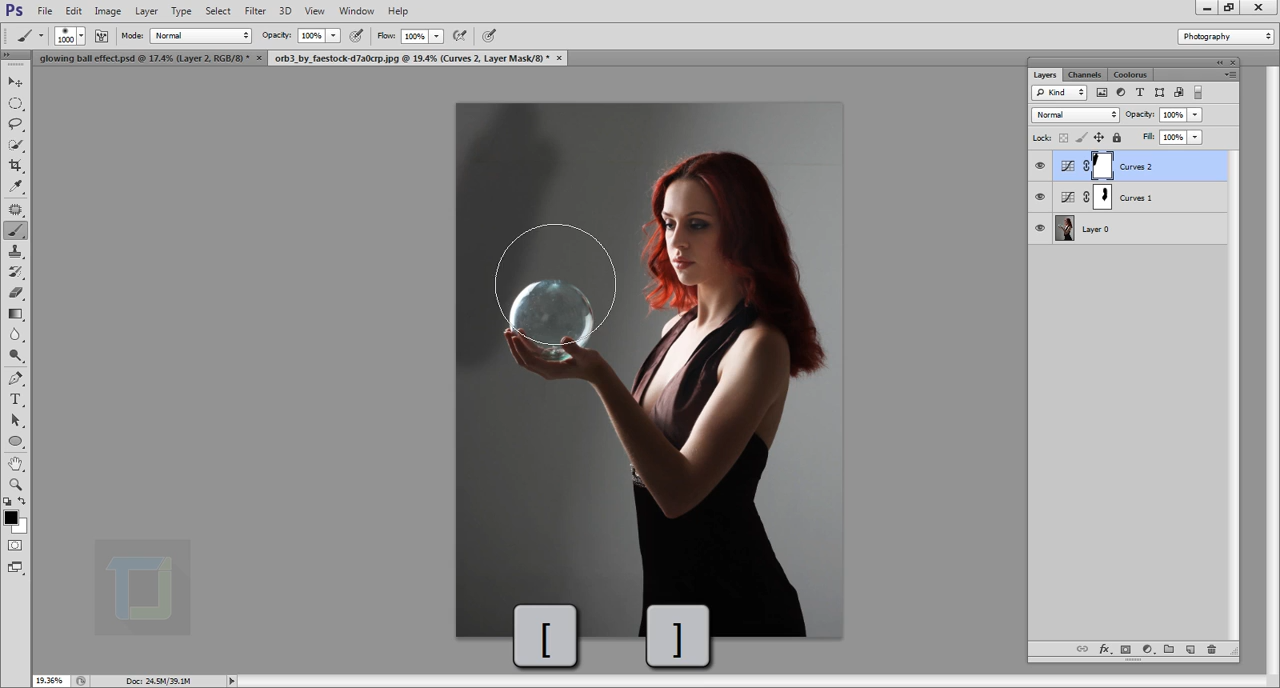 Ps File Edit Image Layer Type Select Filter 3D View Window Help
1000 Mode: Normal Opacity: 100% Flow: 100% Photography
glowing ball effect.psd @ 17.4% (Layer 2, RGB/8) * × orb3_by_faestock-d7a0crp.jpg @ 19.4% (Curves 2, Layer Mask/8) * ×
Layers Channels Coolorus
Kind T
Normal Opacity: 100%
Lock: Fill: 100%
Curves 2
Curves 1
Layer 0
T
TJ
[ ]
fx
19.36% Doc: 24.5M/39.1M